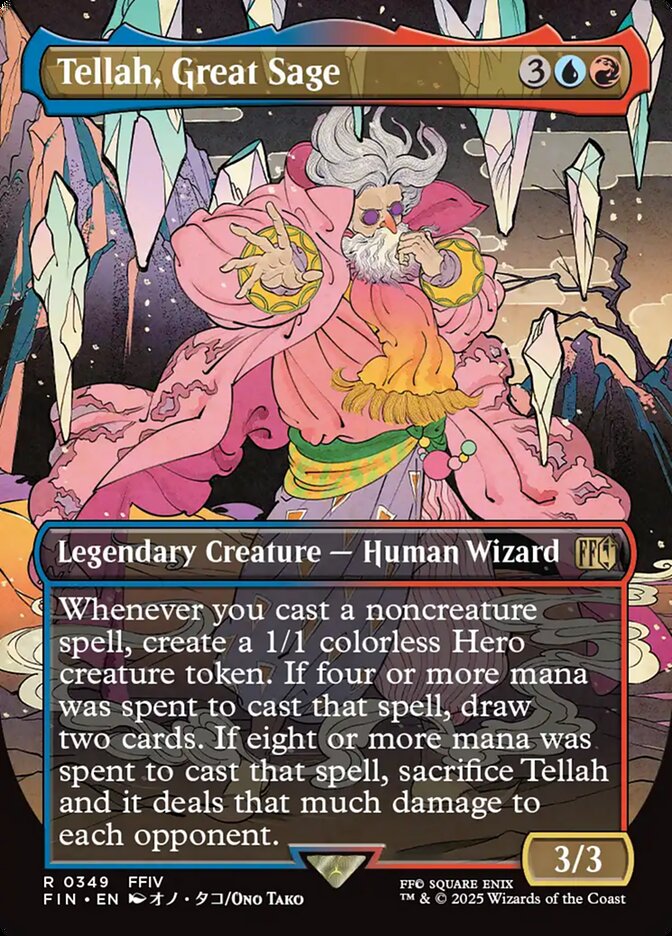 Tellah, Great Sage 3
Legendary Creature — Human Wizard FF
Whenever you cast a noncreature
spell, create a 1/1 colorless Hero
creature token. If four or more mana
was spent to cast that spell, draw
two cards. If eight or more mana was
spent to cast that spell, sacrifice Tellah
and it deals that much damage to
each opponent.
3/3
R 0349 FFIV
FIN • EN オノ・タコ/Ono Tako
FF© SQUARE ENIX
™ & © 2025 Wizards of the Coast